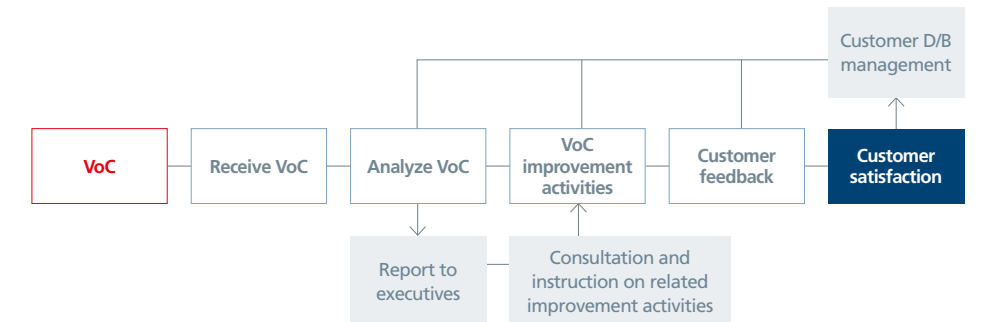 Customer D/B
management
VoC
Receive VoC
Analyze VoC
VoC
improvement
activities
Customer
feedback
Customer
satisfaction
Report to
executives
Consultation and
instruction on related
improvement activities